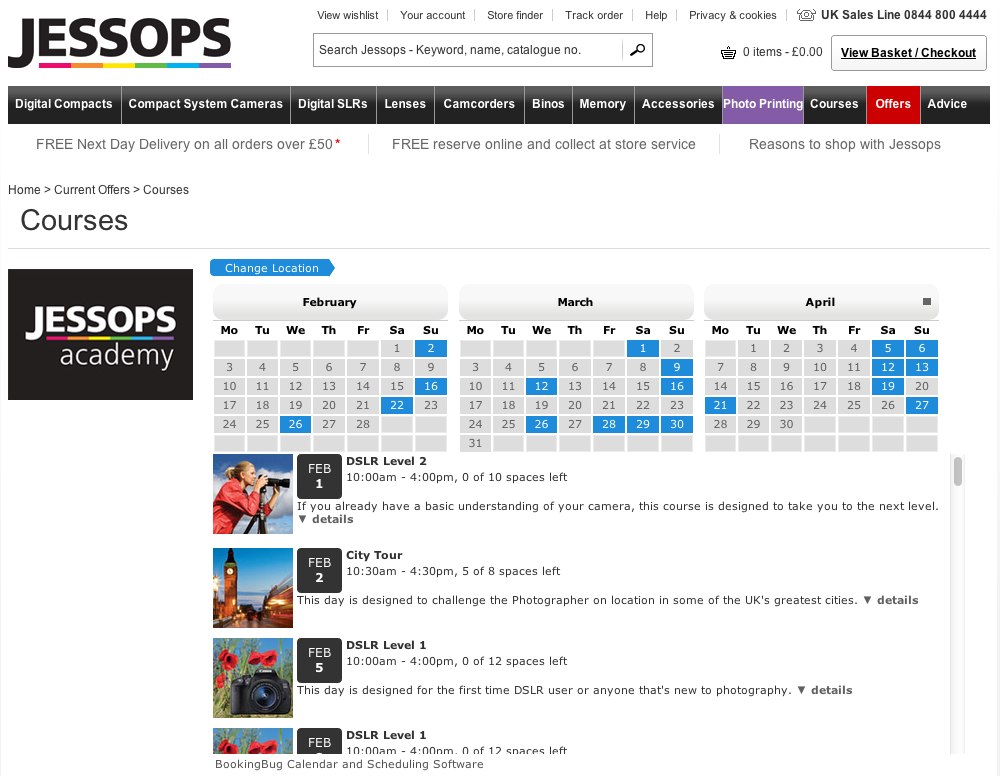 View wishlist Your account Store finder Track order Help Privacy & cookies UK Sales Line 0844 800 4444
JESSOPS
Search Jessops - Keyword, name, catalogue no.
0 items - £0.00 View Basket / Checkout
Digital Compacts Compact System Cameras Digital SLRs Lenses Camcorders Binos Memory Accessories Photo Printing Courses Offers Advice
FREE Next Day Delivery on all orders over £50* FREE reserve online and collect at store service Reasons to shop with Jessops
Home > Current Offers > Courses
Courses
JESSOPS
academy
Change Location
February March April
Mo Tu We Th Fr Sa Su Mo Tu We Th Fr Sa Su Mo Tu We Th Fr Sa Su
1 2 1 2 1 2 3 4 5 6
3 4 5 6 7 8 9 3 4 5 6 7 8 9 7 8 9 10 11 12 13
10 11 12 13 14 15 16 10 11 12 13 14 15 16 14 15 16 17 18 19 20
17 18 19 20 21 22 23 17 18 19 20 21 22 23 21 22 23 24 25 26 27
24 25 26 27 28 24 25 26 27 28 29 30 28 29 30
31
FEB
1
DSLR Level 2
10:00am - 4:00pm, 0 of 10 spaces left
If you already have a basic understanding of your camera, this course is designed to take you to the next level.
▼ details
FEB
2
City Tour
10:30am - 4:30pm, 5 of 8 spaces left
This day is designed to challenge the Photographer on location in some of the UK's greatest cities. ▼ details
FEB
5
DSLR Level 1
10:00am - 4:00pm, 0 of 12 spaces left
This day is designed for the first time DSLR user or anyone that's new to photography. ▼ details
FEB
DSLR Level 1
10:00am - 4:00pm, 0 of 12 spaces left
BookingBug Calendar and Scheduling Software